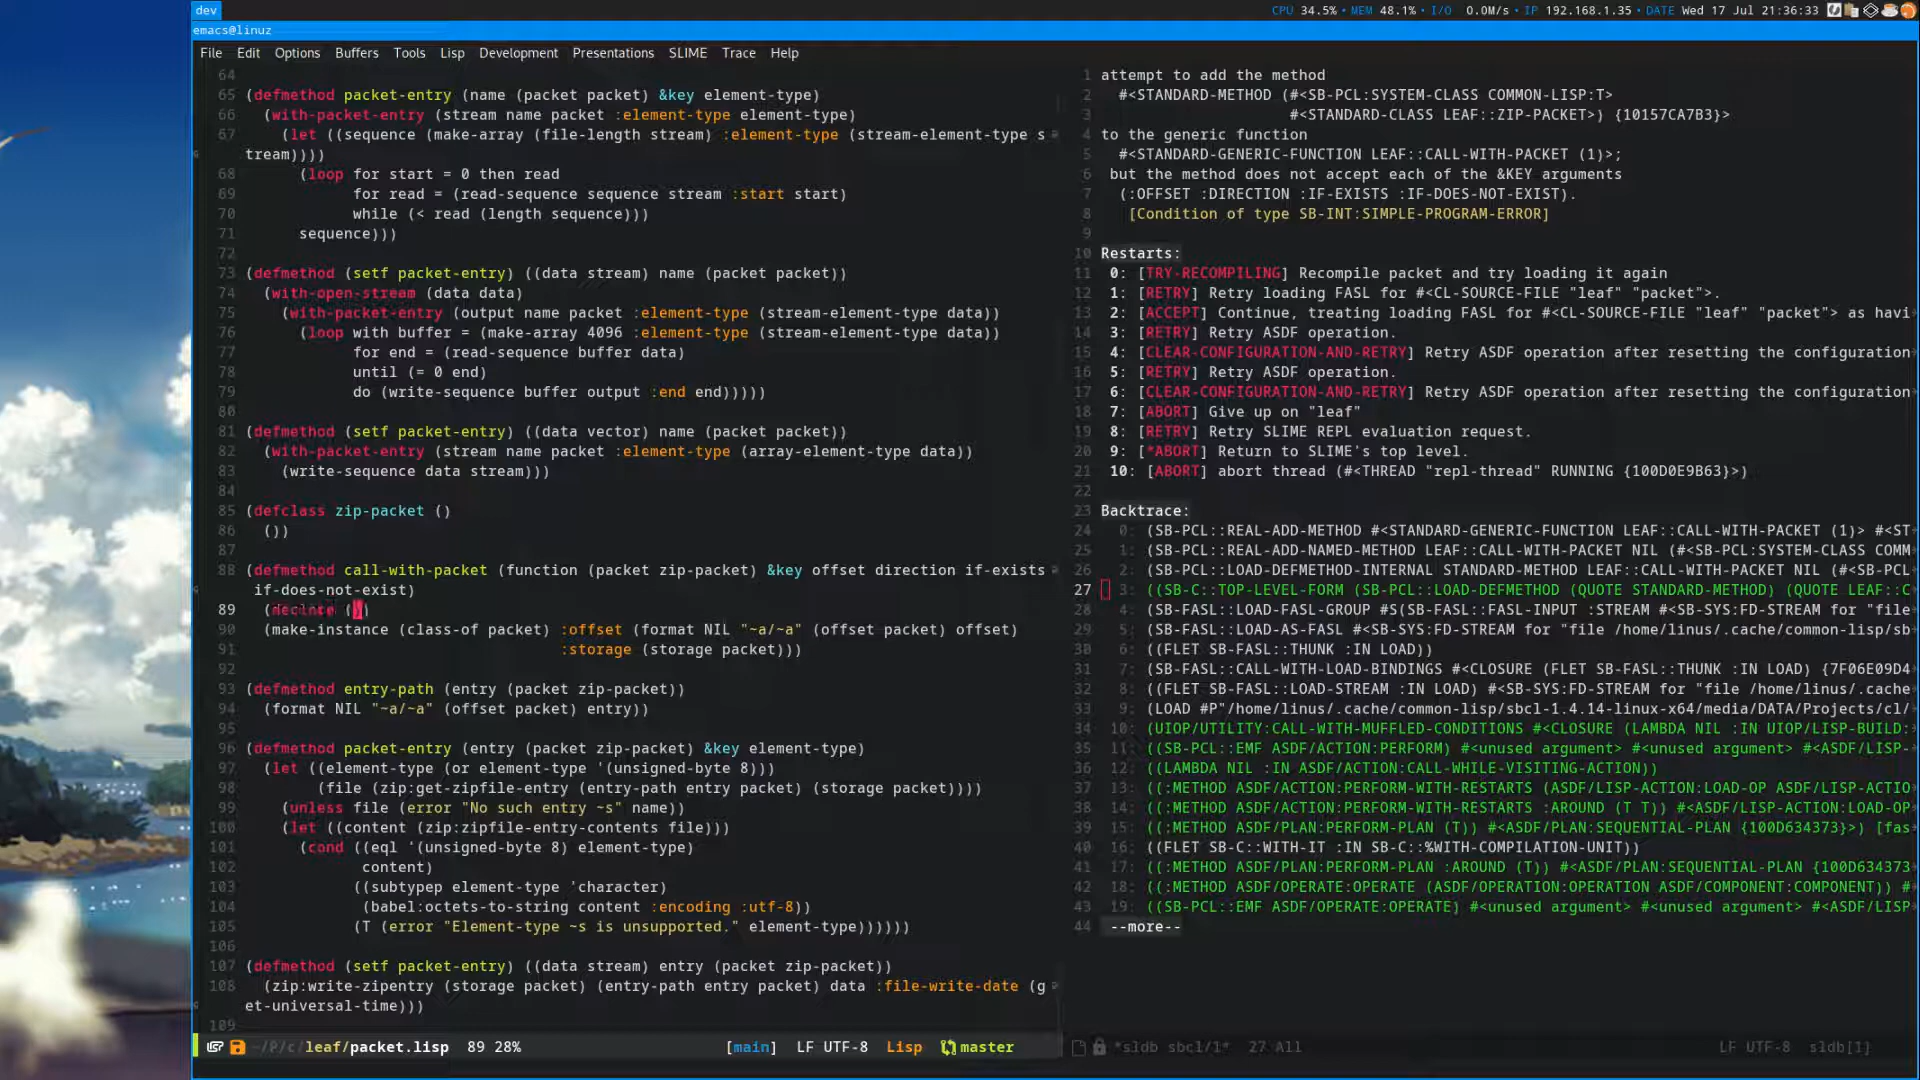 dev
CPU 34.5% • MEM 48.1% • I/O 0.0M/s • IP 192.168.1.35 • DATE Wed 17 Jul 21:36:33
emacs@linuz
File Edit Options Buffers Tools Lisp Development Presentations SLIME Trace Help
64
65 (defmethod packet-entry (name (packet packet) &key element-type)
66 (with-packet-entry (stream name packet :element-type element-type)
67 (let ((sequence (make-array (file-length stream) :element-type (stream-element-type s
tream))))
68 (loop for start = 0 then read
69 for read = (read-sequence sequence stream :start start)
70 while (< read (length sequence)))
71 sequence)))
72
73 (defmethod (setf packet-entry) ((data stream) name (packet packet))
74 (with-open-stream (data data)
75 (with-packet-entry (output name packet :element-type (stream-element-type data))
76 (loop with buffer = (make-array 4096 :element-type (stream-element-type data))
77 for end = (read-sequence buffer data)
78 until (= 0 end)
79 do (write-sequence buffer output :end end)))))
80
81 (defmethod (setf packet-entry) ((data vector) name (packet packet))
82 (with-packet-entry (stream name packet :element-type (array-element-type data))
83 (write-sequence data stream)))
84
85 (defclass zip-packet ()
86 ())
87
88 (defmethod call-with-packet (function (packet zip-packet) &key offset direction if-exists
if-does-not-exist)
89 (declare ())
90 (make-instance (class-of packet) :offset (format NIL "~a/~a" (offset packet) offset)
91 :storage (storage packet)))
92
93 (defmethod entry-path (entry (packet zip-packet))
94 (format NIL "~a/~a" (offset packet) entry))
95
96 (defmethod packet-entry (entry (packet zip-packet) &key element-type)
97 (let ((element-type (or element-type '(unsigned-byte 8)))
98 (file (zip:get-zipfile-entry (entry-path entry packet) (storage packet))))
99 (unless file (error "No such entry ~s" name))
100 (let ((content (zip:zipfile-entry-contents file)))
101 (cond ((eql '(unsigned-byte 8) element-type)
102 content)
103 ((subtypep element-type 'character)
104 (babel:octets-to-string content :encoding :utf-8))
105 (T (error "Element-type ~s is unsupported." element-type))))))
106
107 (defmethod (setf packet-entry) ((data stream) entry (packet zip-packet))
108 (zip:write-zipentry (storage packet) (entry-path entry packet) data :file-write-date (g
et-universal-time)))
109
~/P/c/leaf/packet.lisp 89 28% [main] LF UTF-8 Lisp master
1 attempt to add the method
2 #<STANDARD-METHOD (#<SB-PCL:SYSTEM-CLASS COMMON-LISP:T>
3 #<STANDARD-CLASS LEAF::ZIP-PACKET>) {10157CA7B3}>
4 to the generic function
5 #<STANDARD-GENERIC-FUNCTION LEAF::CALL-WITH-PACKET (1)>;
6 but the method does not accept each of the &KEY arguments
7 (:OFFSET :DIRECTION :IF-EXISTS :IF-DOES-NOT-EXIST).
8 [Condition of type SB-INT:SIMPLE-PROGRAM-ERROR]
9
10 Restarts:
11 0: [TRY-RECOMPILING] Recompile packet and try loading it again
12 1: [RETRY] Retry loading FASL for #<CL-SOURCE-FILE "leaf" "packet">.
13 2: [ACCEPT] Continue, treating loading FASL for #<CL-SOURCE-FILE "leaf" "packet"> as havi
14 3: [RETRY] Retry ASDF operation.
15 4: [CLEAR-CONFIGURATION-AND-RETRY] Retry ASDF operation after resetting the configuration
16 5: [RETRY] Retry ASDF operation.
17 6: [CLEAR-CONFIGURATION-AND-RETRY] Retry ASDF operation after resetting the configuration
18 7: [ABORT] Give up on "leaf"
19 8: [RETRY] Retry SLIME REPL evaluation request.
20 9: [*ABORT] Return to SLIME's top level.
21 10: [ABORT] abort thread (#<THREAD "repl-thread" RUNNING {100D0E9B63}>)
22
23 Backtrace:
24 0: (SB-PCL::REAL-ADD-METHOD #<STANDARD-GENERIC-FUNCTION LEAF::CALL-WITH-PACKET (1)> #<ST
25 1: (SB-PCL::REAL-ADD-NAMED-METHOD LEAF::CALL-WITH-PACKET NIL (#<SB-PCL:SYSTEM-CLASS COMM
26 2: (SB-PCL::LOAD-DEFMETHOD-INTERNAL STANDARD-METHOD LEAF::CALL-WITH-PACKET NIL (#<SB-PCL
27 3: ((SB-C::TOP-LEVEL-FORM (SB-PCL::LOAD-DEFMETHOD (QUOTE STANDARD-METHOD) (QUOTE LEAF::C
28 4: (SB-FASL::LOAD-FASL-GROUP #S(SB-FASL::FASL-INPUT :STREAM #<SB-SYS:FD-STREAM for "file
29 5: (SB-FASL::LOAD-AS-FASL #<SB-SYS:FD-STREAM for "file /home/linus/.cache/common-lisp/sb
30 6: ((FLET SB-FASL::THUNK :IN LOAD))
31 7: (SB-FASL::CALL-WITH-LOAD-BINDINGS #<CLOSURE (FLET SB-FASL::THUNK :IN LOAD) {7F06E09D4
32 8: ((FLET SB-FASL::LOAD-STREAM :IN LOAD) #<SB-SYS:FD-STREAM for "file /home/linus/.cache
33 9: (LOAD #P"/home/linus/.cache/common-lisp/sbcl-1.4.14-linux-x64/media/DATA/Projects/cl/
34 10: (UIOP/UTILITY:CALL-WITH-MUFFLED-CONDITIONS #<CLOSURE (LAMBDA NIL :IN UIOP/LISP-BUILD:
35 11: ((SB-PCL::EMF ASDF/ACTION:PERFORM) #<unused argument> #<unused argument> #<ASDF/LISP-
36 12: ((LAMBDA NIL :IN ASDF/ACTION:CALL-WHILE-VISITING-ACTION))
37 13: ((:METHOD ASDF/ACTION:PERFORM-WITH-RESTARTS (ASDF/LISP-ACTION:LOAD-OP ASDF/LISP-ACTIO
38 14: ((:METHOD ASDF/ACTION:PERFORM-WITH-RESTARTS :AROUND (T T)) #<ASDF/LISP-ACTION:LOAD-OP
39 15: ((:METHOD ASDF/PLAN:PERFORM-PLAN (T)) #<ASDF/PLAN:SEQUENTIAL-PLAN {100D634373}>) [fas
40 16: ((FLET SB-C::WITH-IT :IN SB-C::%WITH-COMPILATION-UNIT))
41 17: ((:METHOD ASDF/PLAN:PERFORM-PLAN :AROUND (T)) #<ASDF/PLAN:SEQUENTIAL-PLAN {100D634373
42 18: ((:METHOD ASDF/OPERATE:OPERATE (ASDF/OPERATION:OPERATION ASDF/COMPONENT:COMPONENT)) #
43 19: ((SB-PCL::EMF ASDF/OPERATE:OPERATE) #<unused argument> #<unused argument> #<ASDF/LISP
44 --more--
*sldb sbcl/1* 27 All LF UTF-8 sldb[1]